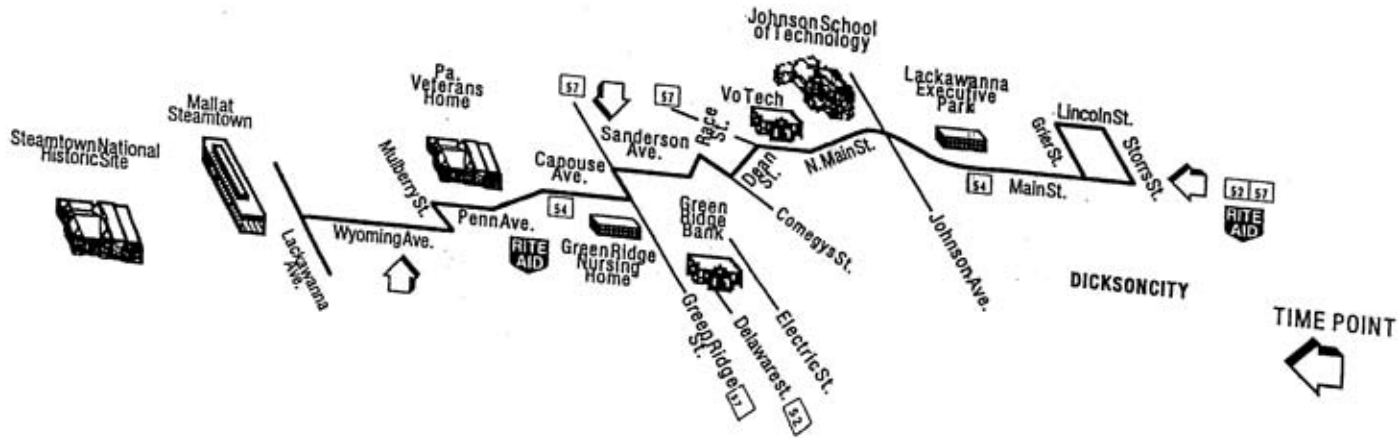 Johnson School
of Technology
Pa.
Veterans
Home
57
57
Vo Tech
Lackawanna
Executive
Park
Lincoln St.
Grier St.
Storrs St.
Mall at
Steamtown
Steamtown National
Historic Site
Sanderson
Ave.
Race
St.
Mulberry St.
Capouse
Ave.
Dean
St.
N. Main St.
54
Main St.
52 57
RITE
AID
Penn Ave.
54
Green
Ridge
Bank
Comegys St.
Johnson Ave.
Wyoming Ave.
Lackawanna
Ave.
RITE
AID
Green Ridge
Nursing
Home
DICKSON CITY
Green Ridge
St.
57
Delaware st.
52
Electric St.
TIME POINT